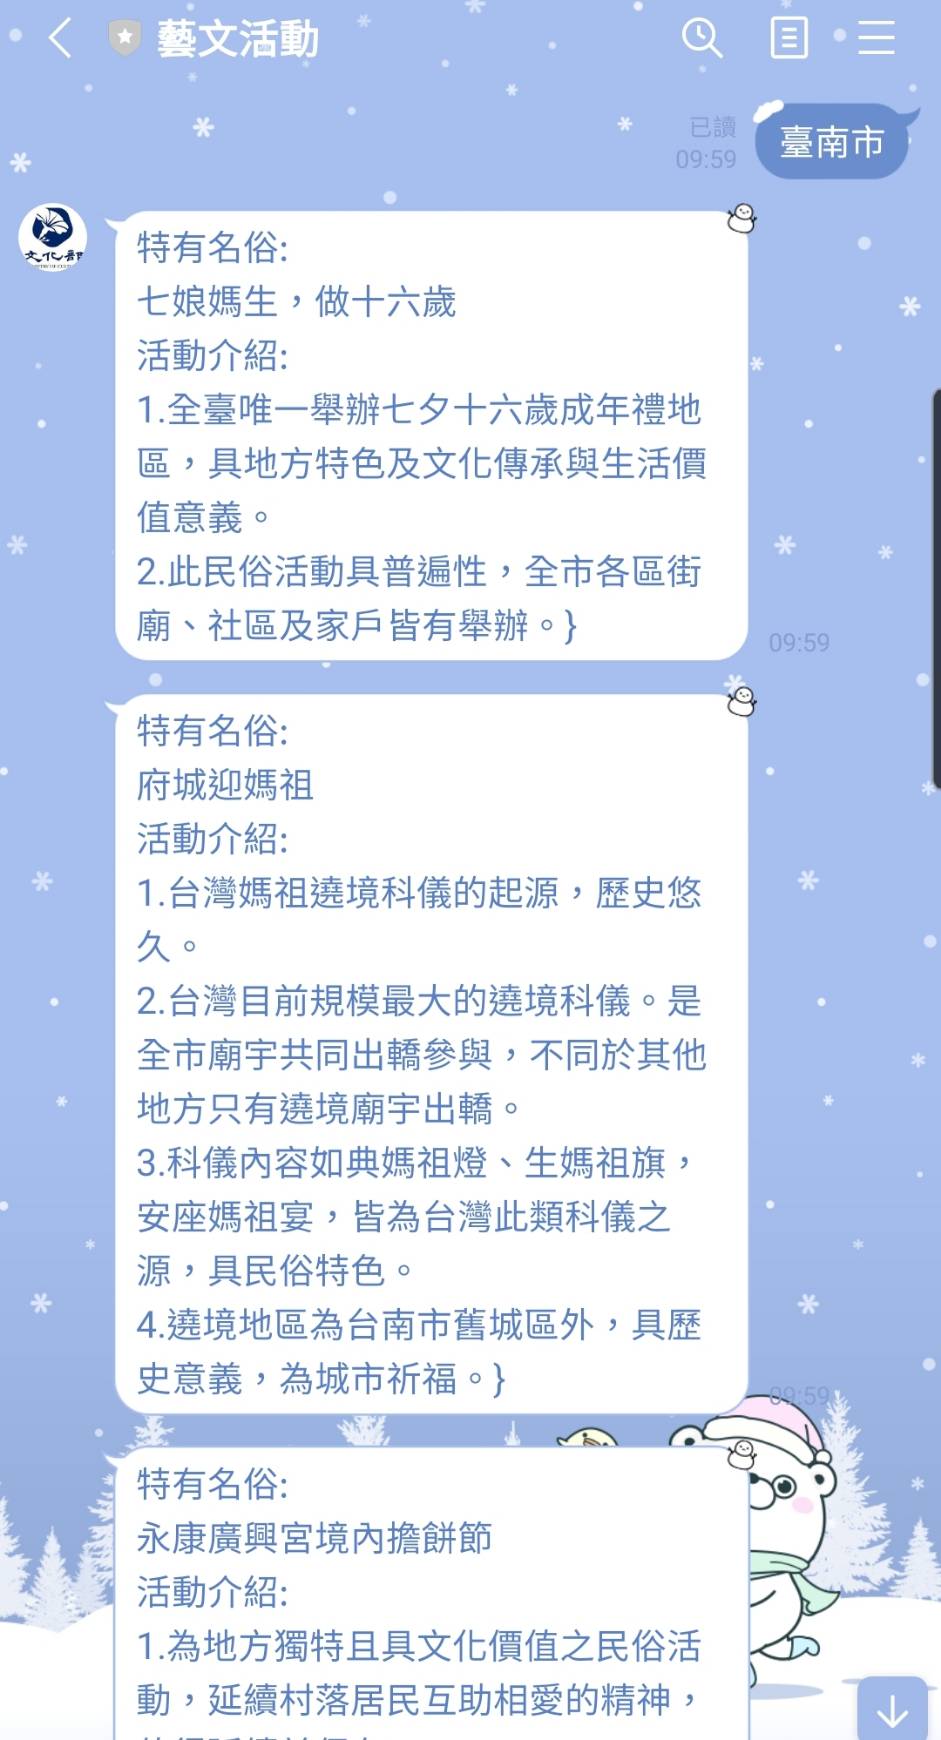 藝文活動
已讀
09:59
臺南市
文化部
特有名俗:
七娘媽生，做十六歲
活動介紹:
1.全臺唯一舉辦七夕十六歲成年禮地
區，具地方特色及文化傳承與生活價
值意義。
2.此民俗活動具普遍性，全市各區街
廟、社區及家戶皆有舉辦。}
09:59
特有名俗:
府城迎媽祖
活動介紹:
1.台灣媽祖遶境科儀的起源，歷史悠
久。
2.台灣目前規模最大的遶境科儀。是
全市廟宇共同出轎參與，不同於其他
地方只有遶境廟宇出轎。
3.科儀內容如典媽祖燈、生媽祖旗，
安座媽祖宴，皆為台灣此類科儀之
源，具民俗特色。
4.遶境地區為台南市舊城區外，具歷
史意義，為城市祈福。}
09:59
特有名俗:
永康廣興宮境內擔餅節
活動介紹:
1.為地方獨特且具文化價值之民俗活
動，延續村落居民互助相愛的精神，